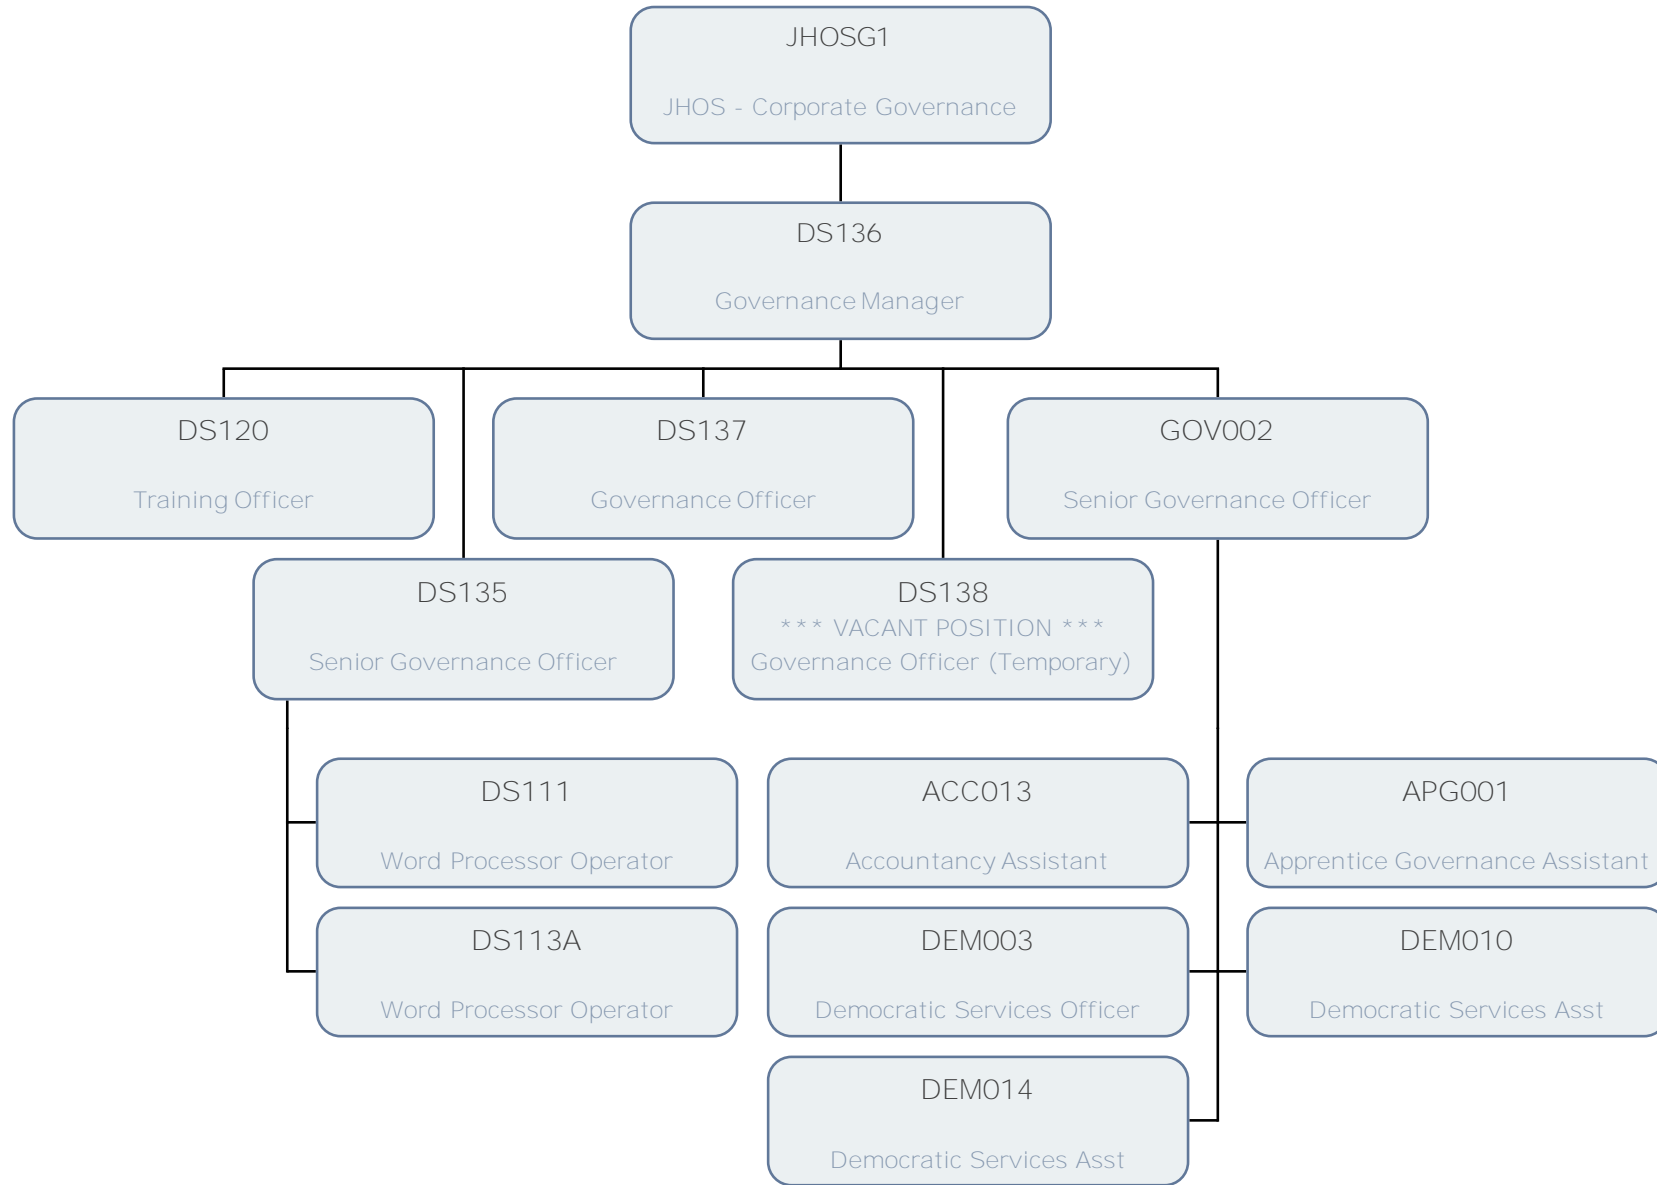 JHOSG1
JHOS - Corporate Governance
DS136
Governance Manager
DS120
Training Officer
DS137
Governance Officer
GOV002
Senior Governance Officer
DS135
Senior Governance Officer
DS138
*** VACANT POSITION ***
Governance Officer (Temporary)
DS111
Word Processor Operator
ACC013
Accountancy Assistant
APG001
Apprentice Governance Assistant
DS113A
Word Processor Operator
DEM003
Democratic Services Officer
DEM010
Democratic Services Asst
DEM014
Democratic Services Asst